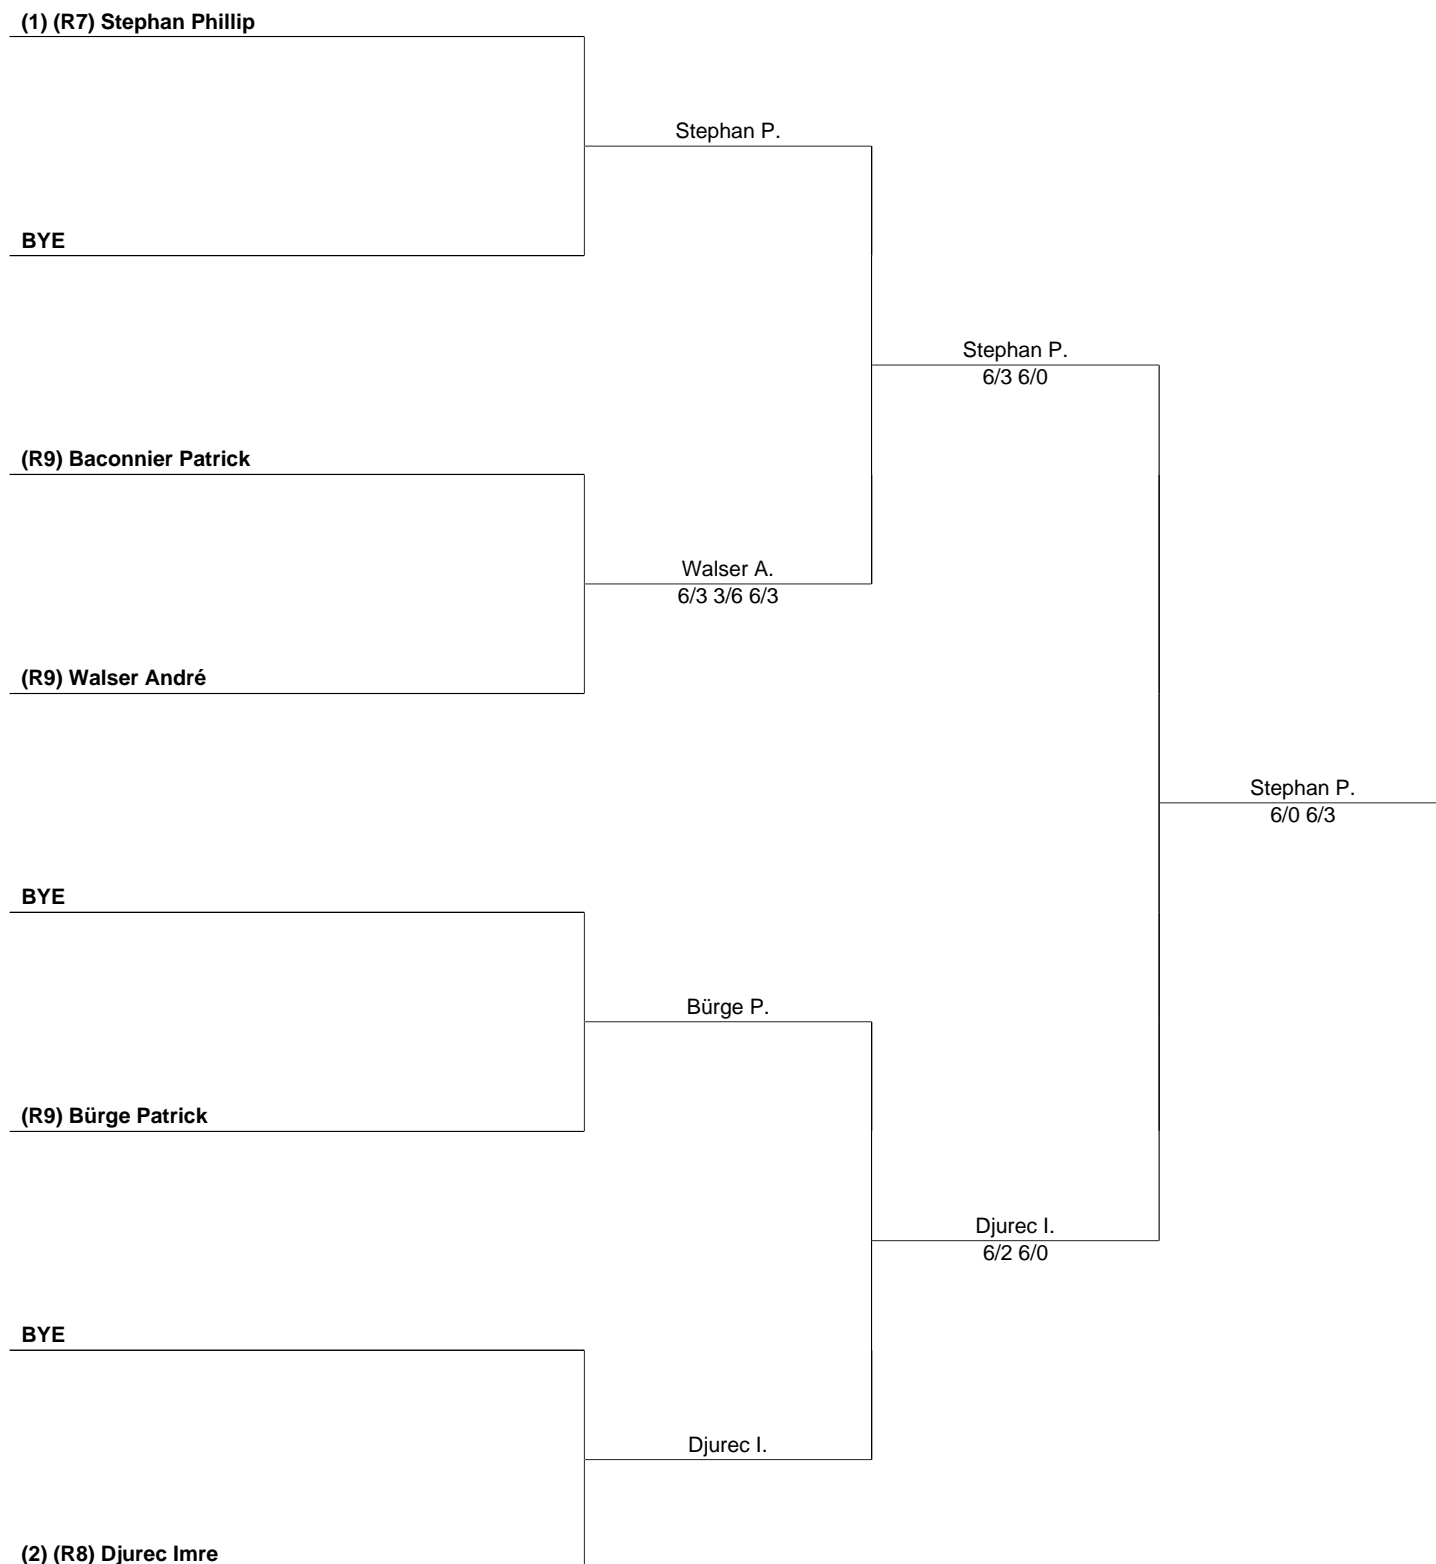 (1) (R7) Stephan Phillip
Stephan P.
BYE
Stephan P.
6/3 6/0
(R9) Baconnier Patrick
Walser A.
6/3 3/6 6/3
(R9) Walser André
Stephan P.
6/0 6/3
BYE
Bürge P.
(R9) Bürge Patrick
Djurec I.
6/2 6/0
BYE
Djurec I.
(2) (R8) Djurec Imre